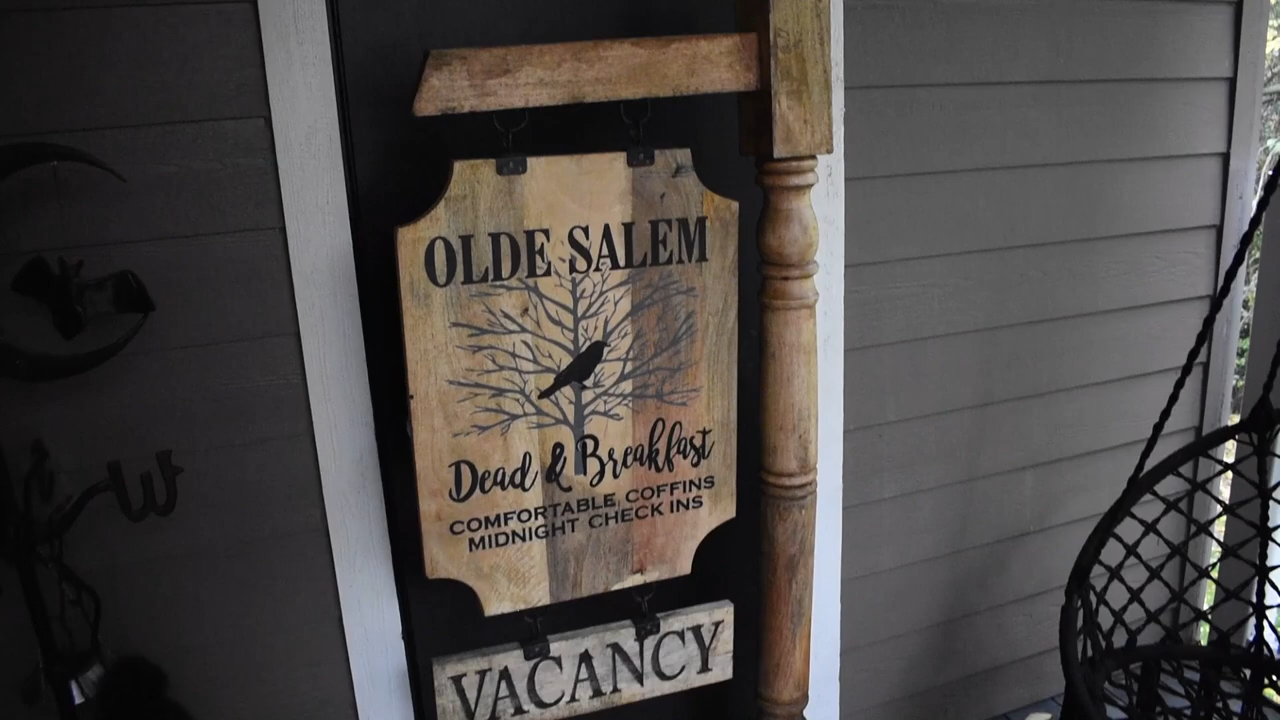 OLDE SALEM
Dead & Breakfast
COMFORTABLE COFFINS
MIDNIGHT CHECK INS
VACANCY